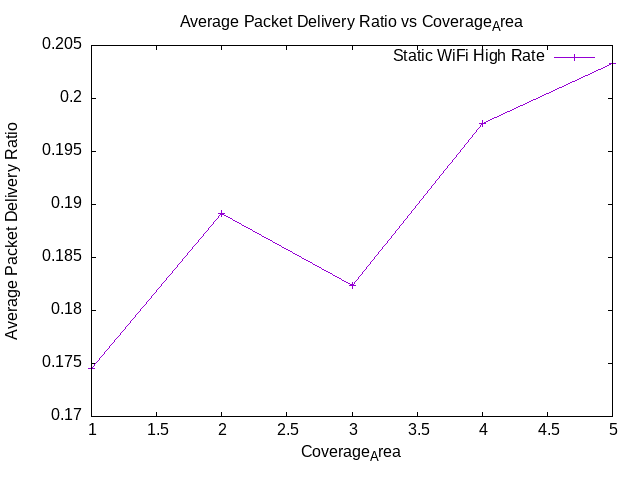 Average Packet Delivery Ratio vs Coverage_Area
Static WiFi High Rate
Average Packet Delivery Ratio
0.205
0.2
0.195
0.19
0.185
0.18
0.175
0.17
1 1.5 2 2.5 3 3.5 4 4.5 5
Coverage_Area